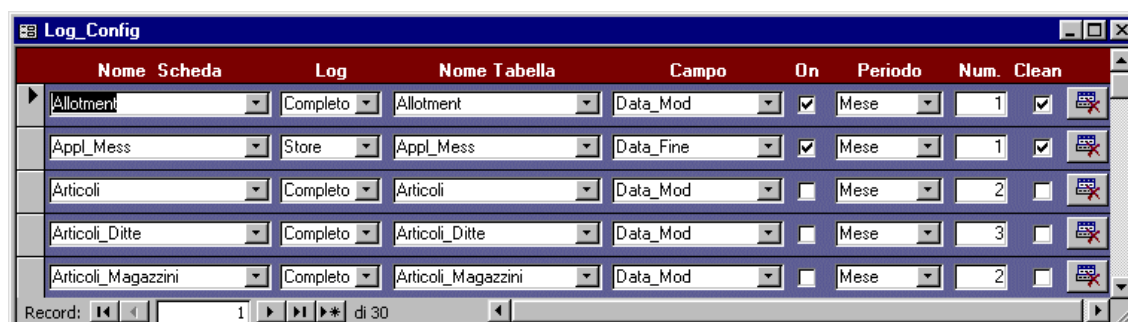 Log_Config
Nome Scheda Log Nome Tabella Campo On Periodo Num. Clean
Allotment Completo Allotment Data_Mod Mese 1
Appl_Mess Store Appl_Mess Data_Fine Mese 1
Articoli Completo Articoli Data_Mod Mese 2
Articoli_Ditte Completo Articoli_Ditte Data_Mod Mese 3
Articoli_Magazzini Completo Articoli_Magazzini Data_Mod Mese 2
Record: 1 di 30